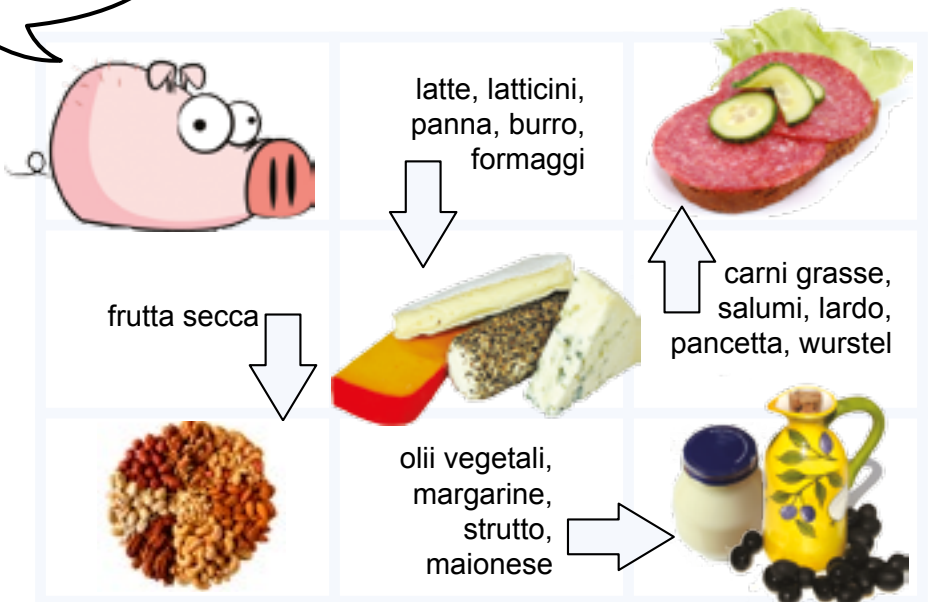 latte, latticini,
panna, burro,
formaggi
frutta secca
carni grasse,
salumi, lardo,
pancetta, wurstel
olii vegetali,
margarine,
strutto,
maionese